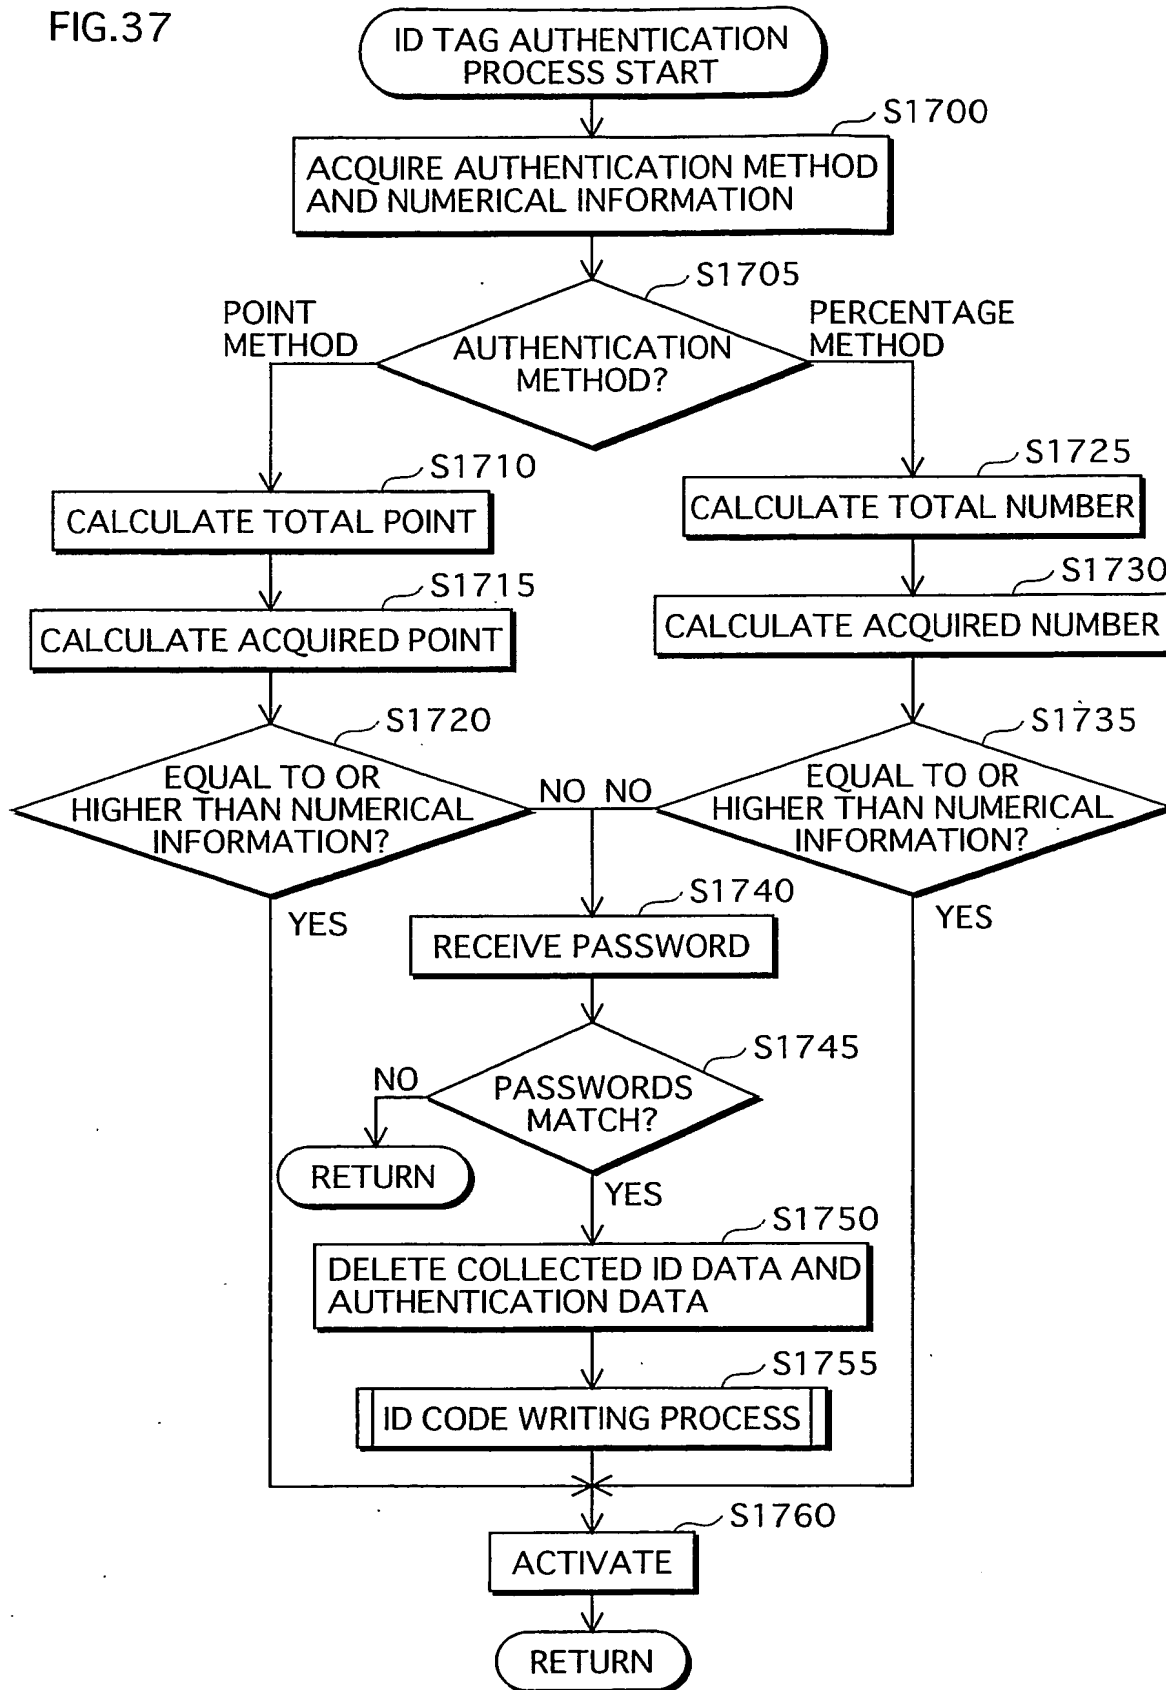 FIG.37
ID TAG AUTHENTICATION
PROCESS START
S1700
ACQUIRE AUTHENTICATION METHOD
AND NUMERICAL INFORMATION
S1705
POINT
METHOD
AUTHENTICATION
METHOD?
PERCENTAGE
METHOD
S1710
CALCULATE TOTAL POINT
S1725
CALCULATE TOTAL NUMBER
S1715
CALCULATE ACQUIRED POINT
S1730
CALCULATE ACQUIRED NUMBER
S1720
EQUAL TO OR
HIGHER THAN NUMERICAL
INFORMATION?
NO
NO
S1735
EQUAL TO OR
HIGHER THAN NUMERICAL
INFORMATION?
YES
YES
S1740
RECEIVE PASSWORD
S1745
PASSWORDS
MATCH?
NO
RETURN
YES
S1750
DELETE COLLECTED ID DATA AND
AUTHENTICATION DATA
S1755
ID CODE WRITING PROCESS
S1760
ACTIVATE
RETURN